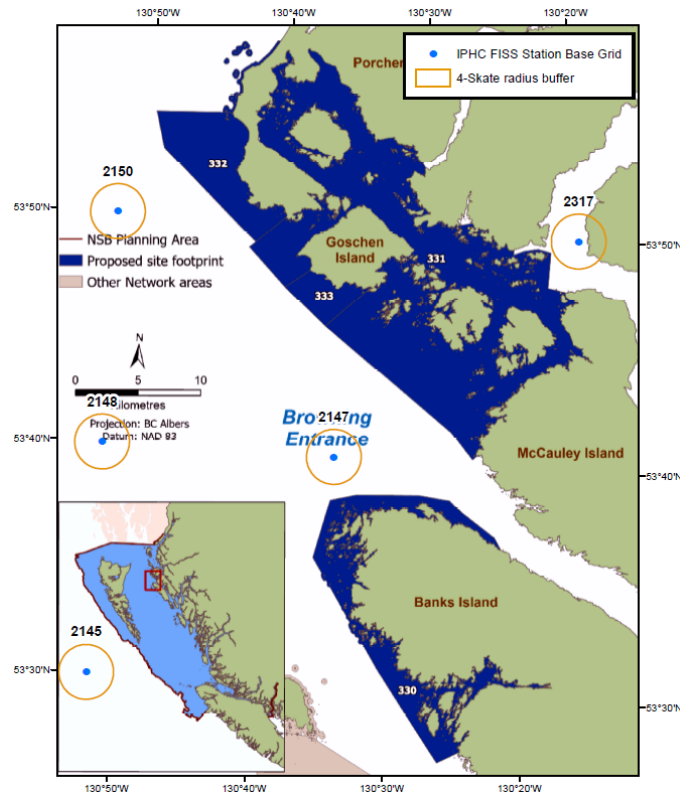 130°50'W 130°40'W 130°30'W 130°20'W
IPHC FISS Station Base Grid
4-Skate radius buffer
Porche
332
2150
2317
53°50'N
53°50'N
NSB Planning Area
Proposed site footprint
Other Network areas
Goschen
Island
331
333
N
0 5 10
2148
ilometres
Projection: BC Albers
Datum: NAD 83
2147
Entrance
53°40'N
53°40'N
McCauley Island
Banks Island
2145
53°30'N
53°30'N
330
130°50'W 130°40'W 130°30'W 130°20'W